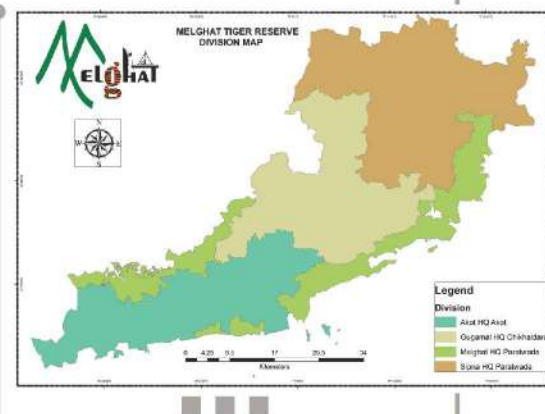 MELGHAT TIGER RESERVE
DIVISION MAP
MELGHAT
N
W
E
S
Legend
Division
Akot HQ Akot
Gugamal HQ Chikhaldara
Melghat HQ Paratwada
Sipna HQ Paratwada
0 4.25 8.5 17 25.5 34
Kilometers